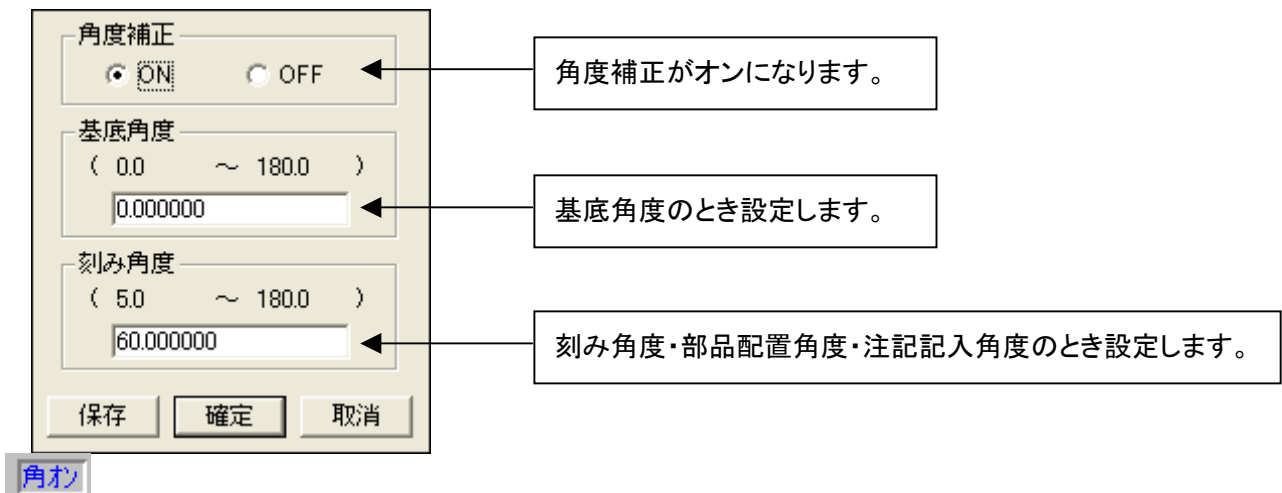 角度補正
ON OFF
角度補正がオンになります。
基底角度
( 0.0 ～ 180.0 )
0.000000
基底角度のとき設定します。
刻み角度
( 5.0 ～ 180.0 )
60.000000
刻み角度・部品配置角度・注記記入角度のとき設定します。
保存 確定 取消
角ｵﾝ